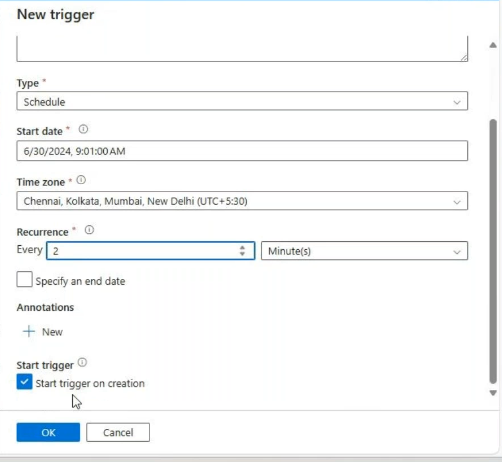 New trigger
Type *
Schedule
Start date *
6/30/2024, 9:01:00 AM
Time zone *
Chennai, Kolkata, Mumbai, New Delhi (UTC+5:30)
Recurrence *
Every 2 Minute(s)
Specify an end date
Annotations
+ New
Start trigger
Start trigger on creation
OK Cancel